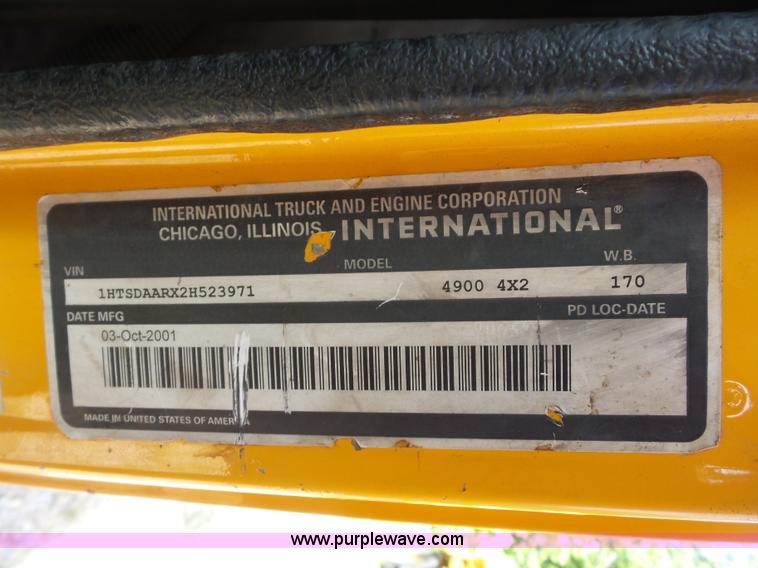 INTERNATIONAL TRUCK AND ENGINE CORPORATION
CHICAGO, ILLINOIS INTERNATIONAL®
VIN MODEL W.B.
1HTSDAARX2H523971 4900 4X2 170
DATE MFG PD LOC-DATE
03-Oct-2001
MADE IN UNITED STATES OF AMERICA
www.purplewave.com